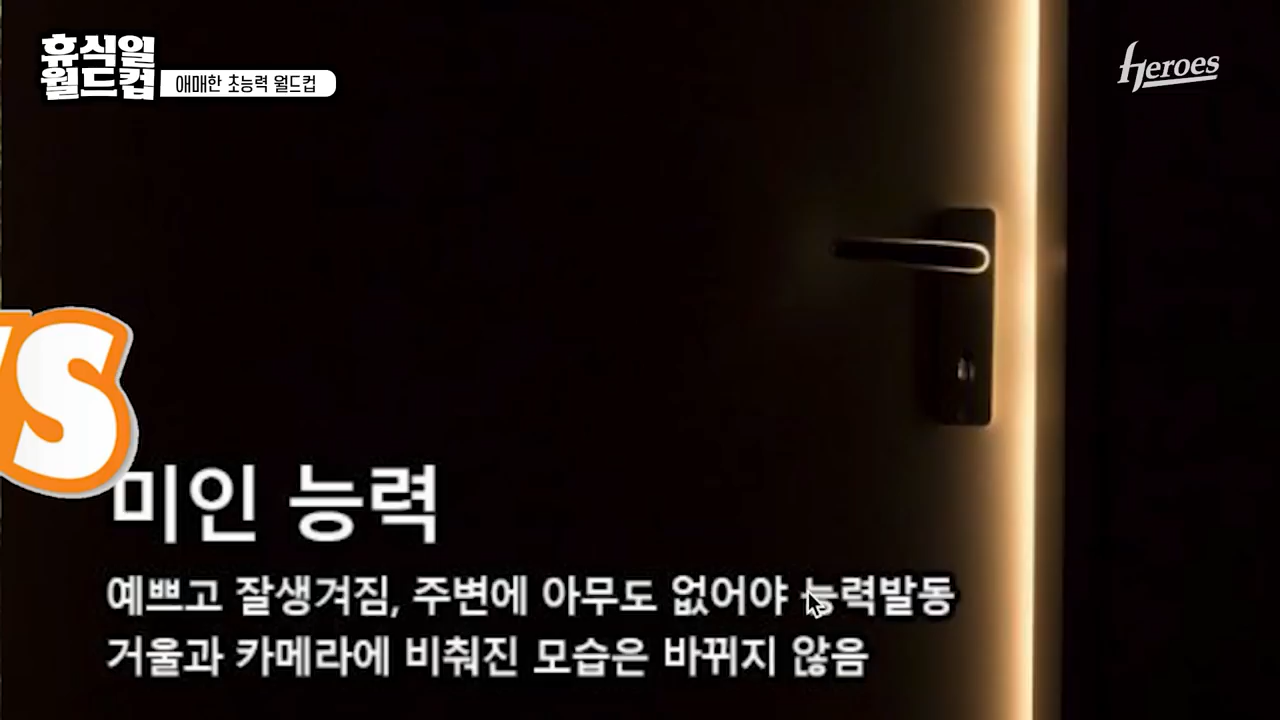 휴식일
월드컵
애매한 초능력 월드컵
Heroes
VS
미인 능력
예쁘고 잘생겨짐, 주변에 아무도 없어야 능력발동
거울과 카메라에 비춰진 모습은 바뀌지 않음